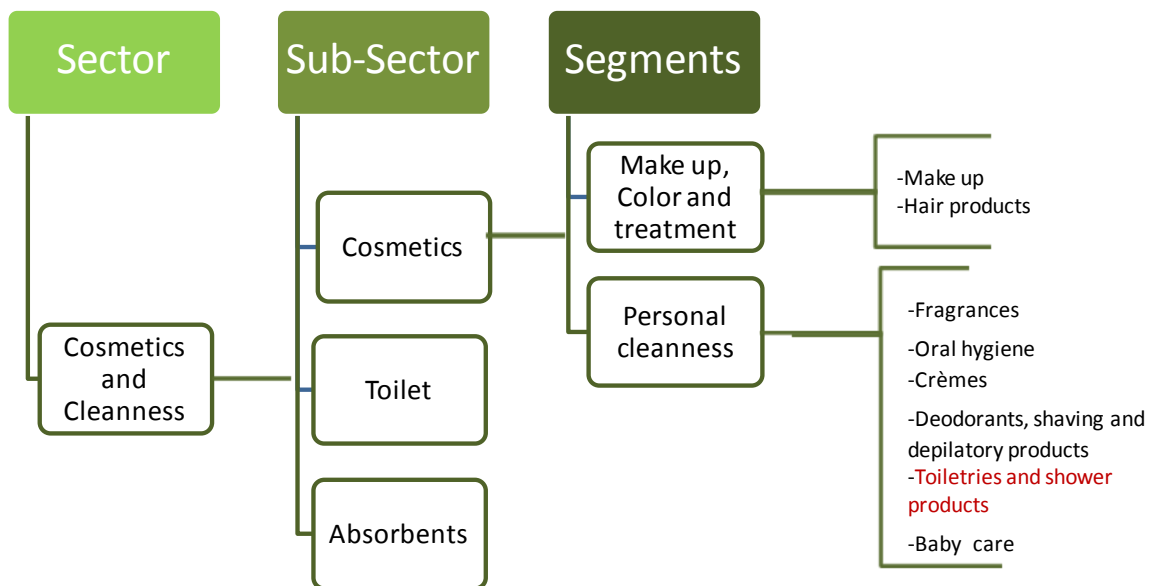 Sector
Sub-Sector
Segments
Cosmetics
and
Cleanness
Cosmetics
Toilet
Absorbents
Make up,
Color and
treatment
Personal
cleanness
-Make up
-Hair products
-Fragrances
-Oral hygiene
-Crèmes
-Deodorants, shaving and
depilatory products
-Toiletries and shower
products
-Baby care